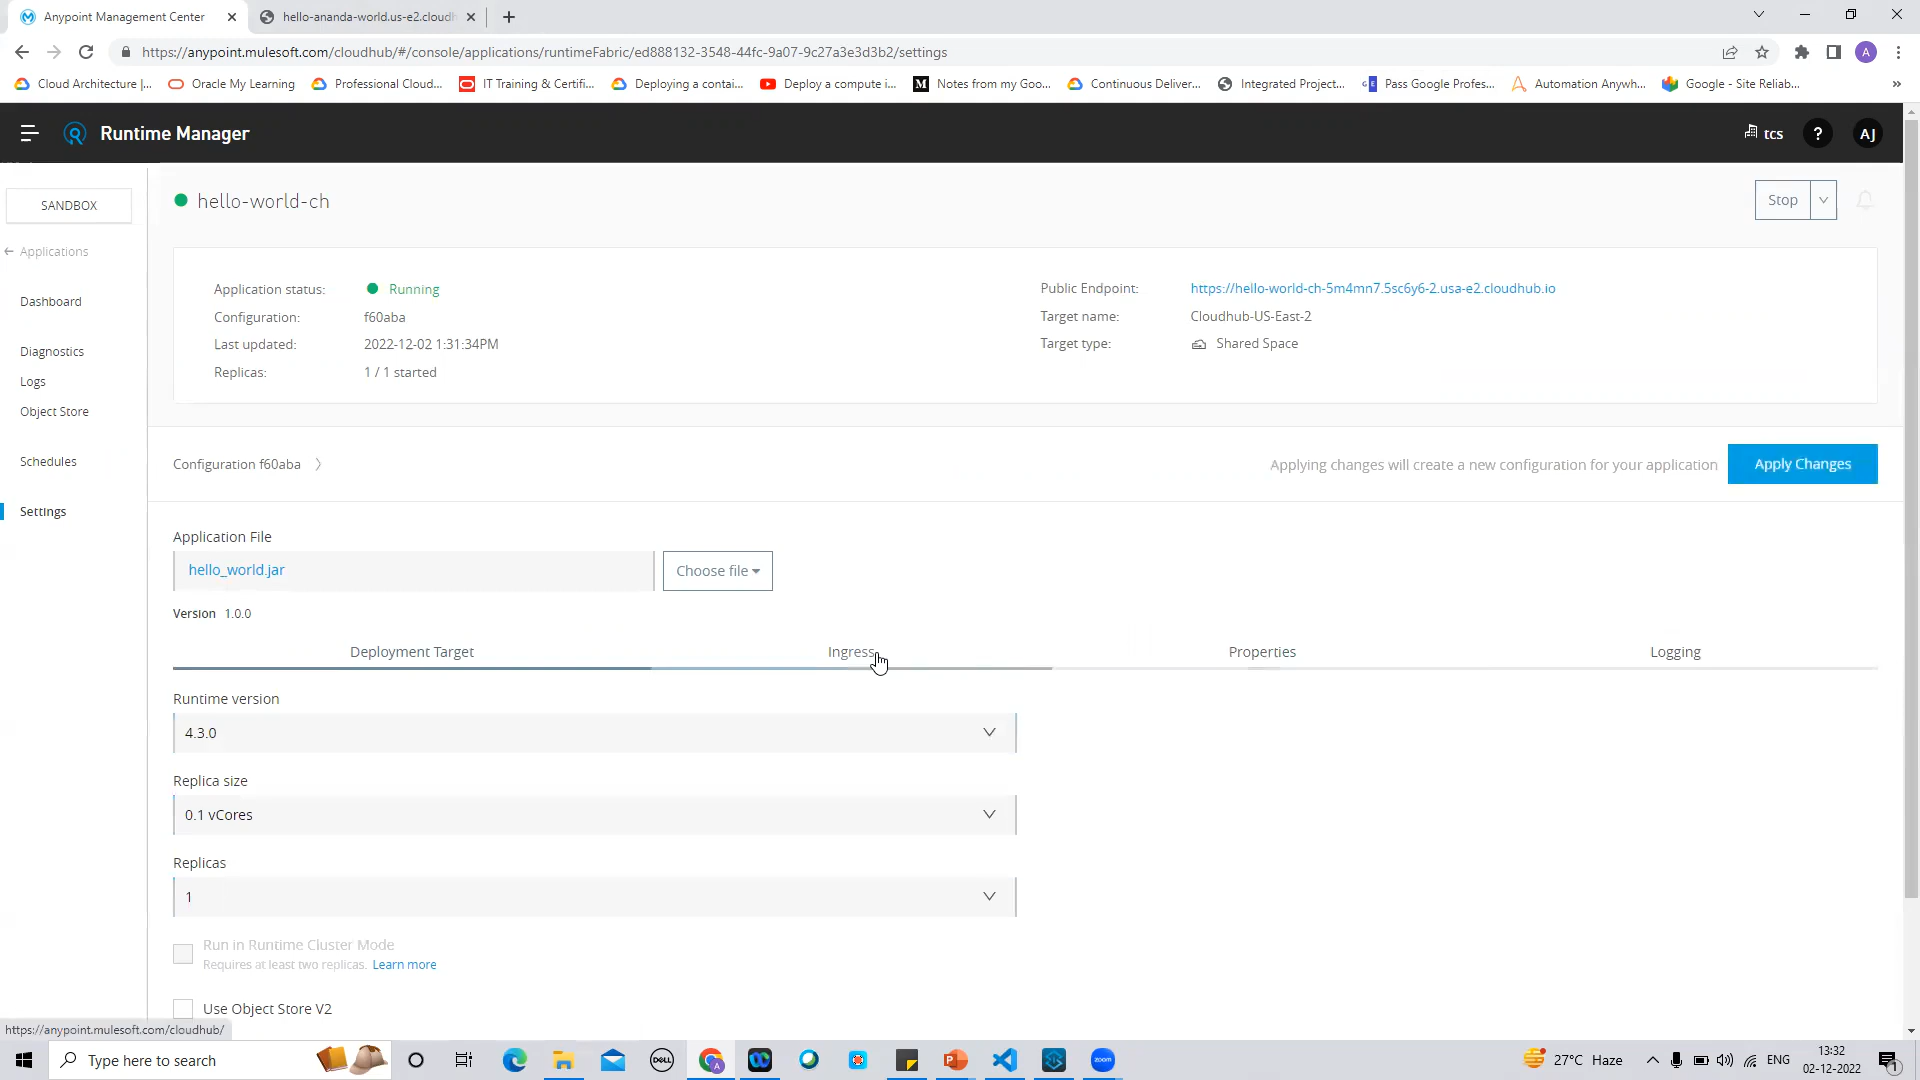 Anypoint Management Center
hello-ananda-world.us-e2.cloudh
https://anypoint.mulesoft.com/cloudhub/#/console/applications/runtimeFabric/ed888132-3548-44fc-9a07-9c27a3e3d3b2/settings
A
Cloud Architecture |...
Oracle My Learning
Professional Cloud...
IT Training & Certifi...
Deploying a contai...
Deploy a compute i...
Notes from my Goo...
Continuous Deliver...
Integrated Project...
Pass Google Profes...
Automation Anywh...
Google - Site Reliab...
Runtime Manager
tcs
?
AJ
SANDBOX
hello-world-ch
Stop
Applications
Dashboard
Diagnostics
Logs
Object Store
Schedules
Settings
Application status: Running
Configuration: f60aba
Last updated: 2022-12-02 1:31:34PM
Replicas: 1 / 1 started
Public Endpoint: https://hello-world-ch-5m4mn7.5sc6y6-2.usa-e2.cloudhub.io
Target name: Cloudhub-US-East-2
Target type: Shared Space
Configuration f60aba
Applying changes will create a new configuration for your application
Apply Changes
Application File
hello_world.jar
Choose file
Version 1.0.0
Deployment Target
Ingress
Properties
Logging
Runtime version
4.3.0
Replica size
0.1 vCores
Replicas
1
Run in Runtime Cluster Mode
Requires at least two replicas. Learn more
Use Object Store V2
https://anypoint.mulesoft.com/cloudhub/
Type here to search
DELL
zoom
27°C Haze
ENG
13:32
02-12-2022
1